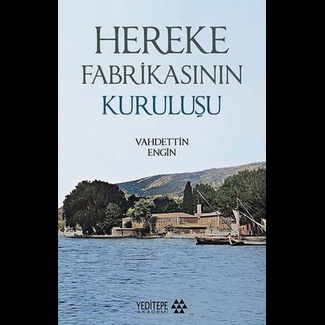 HEREKE
FABRİKASININ
KURULUŞU
VAHDETTİN
ENGİN
YEDİTEPE
AKADEMİ